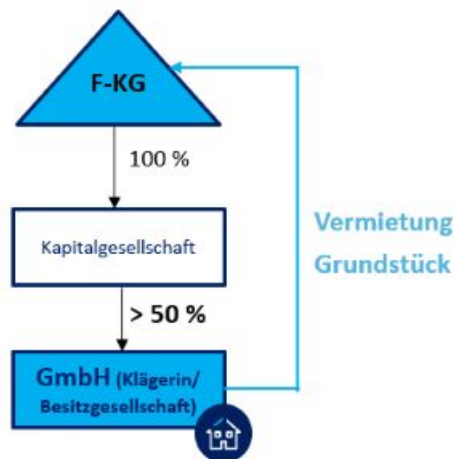 F-KG
100 %
Kapitalgesellschaft
Vermietung
Grundstück
> 50 %
GmbH (Klägerin/
Besitzgesellschaft)